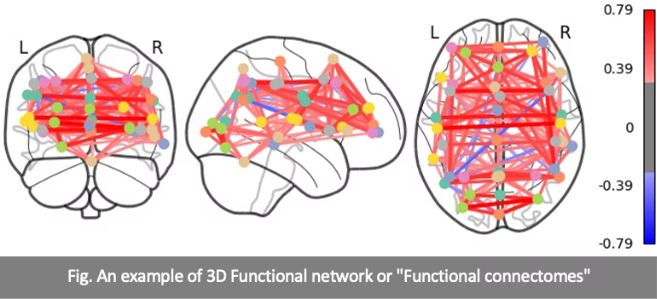 L
R
L
R
0.79
0.39
0
-0.39
-0.79
Fig. An example of 3D Functional network or "Functional connectomes"